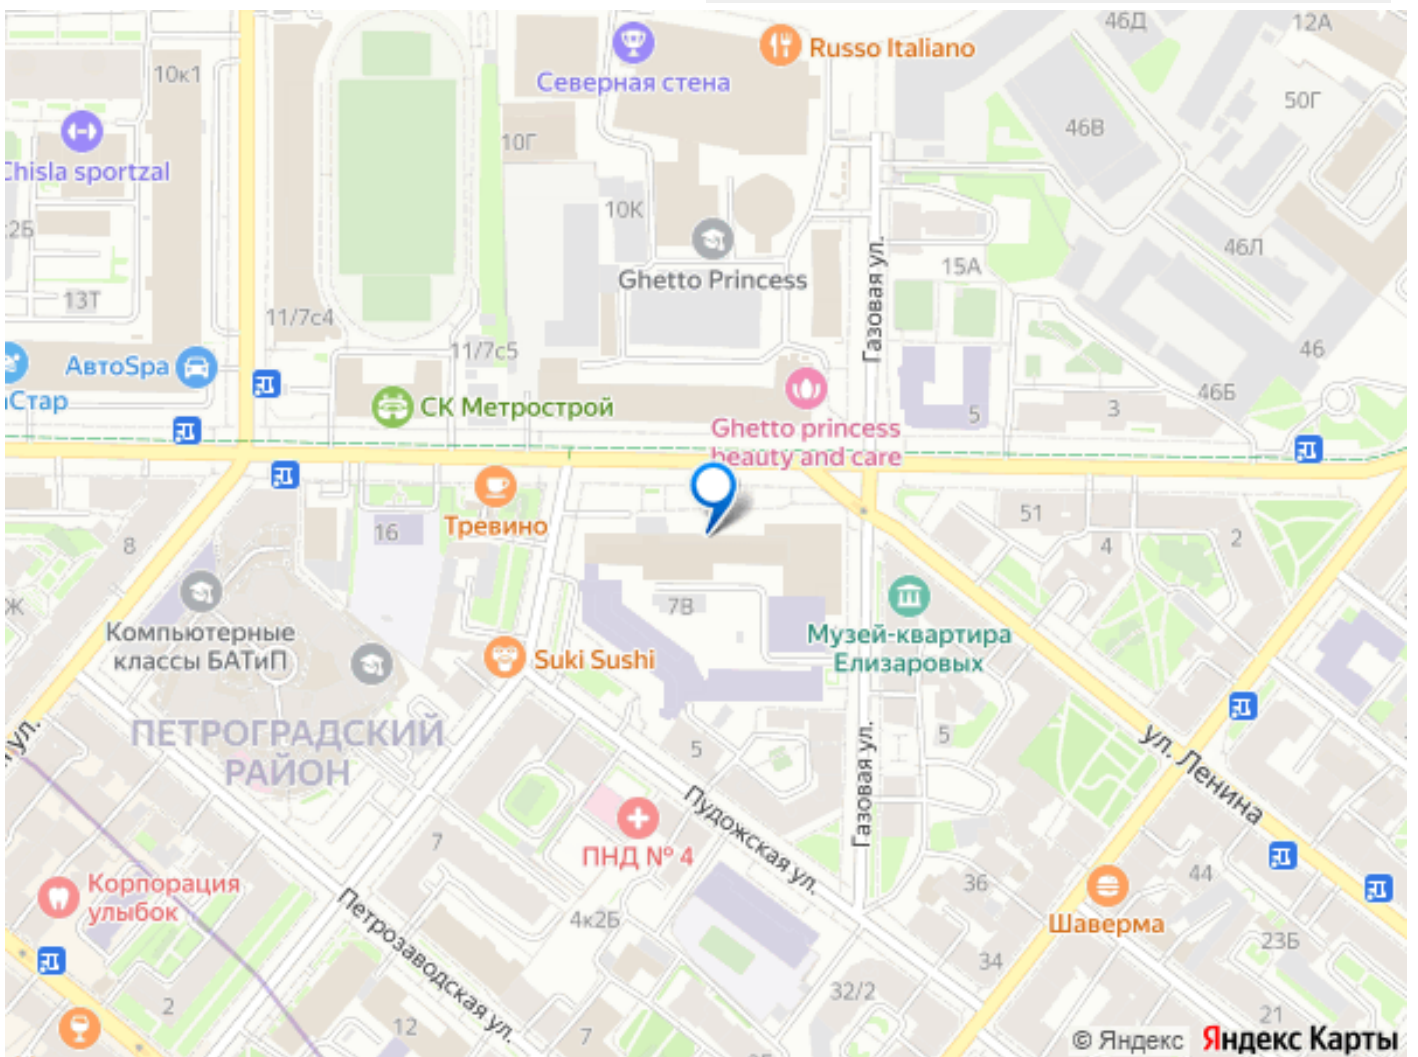 46Д
12А
Russo Italiano
Северная стена
10к1
50Г
46В
10Г
Chisla sportzal
10К
25
46Л
Газовая ул.
15А
Ghetto Princess
13Т
11/7с4
46
11/7с5
АвтоSpa
46Б
СК Метрострой
3
5
Ghetto princess
beauty and care
Тревино
16
51
2
4
8
7В
Ж
Компьютерные
классы БАТиП
Музей-квартира
Елизаровых
Suki Sushi
ПЕТРОГРАДСКИЙ
РАЙОН
ул.
5
5
ул. Ленина
Газовая ул.
Пудожская ул.
7
ПНД № 4
Корпорация
улыбок
36
44
Шаверма
4к2Б
Петрозаводская ул.
23Б
34
32/2
2
12
7
21
© Яндекс Яндекс Карты